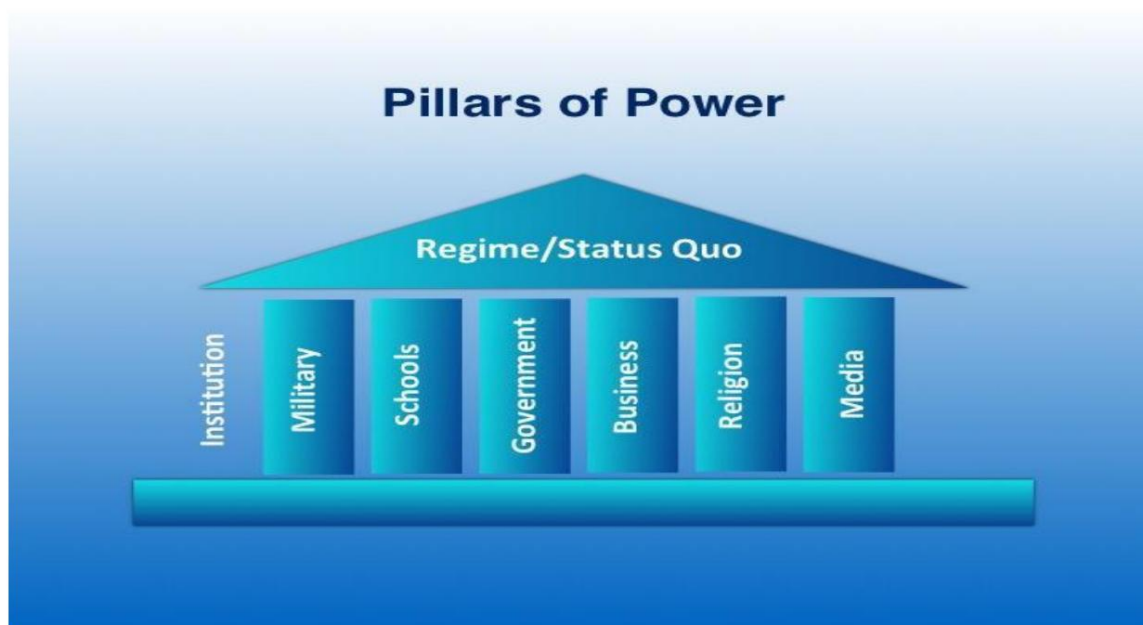 Pillars of Power
Regime/Status Quo
Institution
Military
Schools
Government
Business
Religion
Media